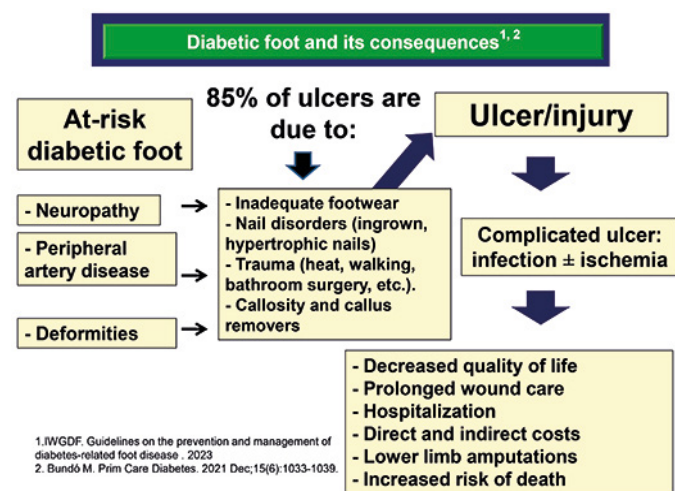 Diabetic foot and its consequences1, 2
At-risk
diabetic foot
- Neuropathy
- Peripheral
artery disease
- Deformities
85% of ulcers are
due to:
- Inadequate footwear
- Nail disorders (ingrown,
hypertrophic nails)
- Trauma (heat, walking,
bathroom surgery, etc.).
- Callosity and callus
removers
Ulcer/injury
Complicated ulcer:
infection ± ischemia
- Decreased quality of life
- Prolonged wound care
- Hospitalization
- Direct and indirect costs
- Lower limb amputations
- Increased risk of death
1.IWGDF. Guidelines on the prevention and management of
diabetes-related foot disease . 2023
2. Bundó M. Prim Care Diabetes. 2021 Dec;15(6):1033-1039.